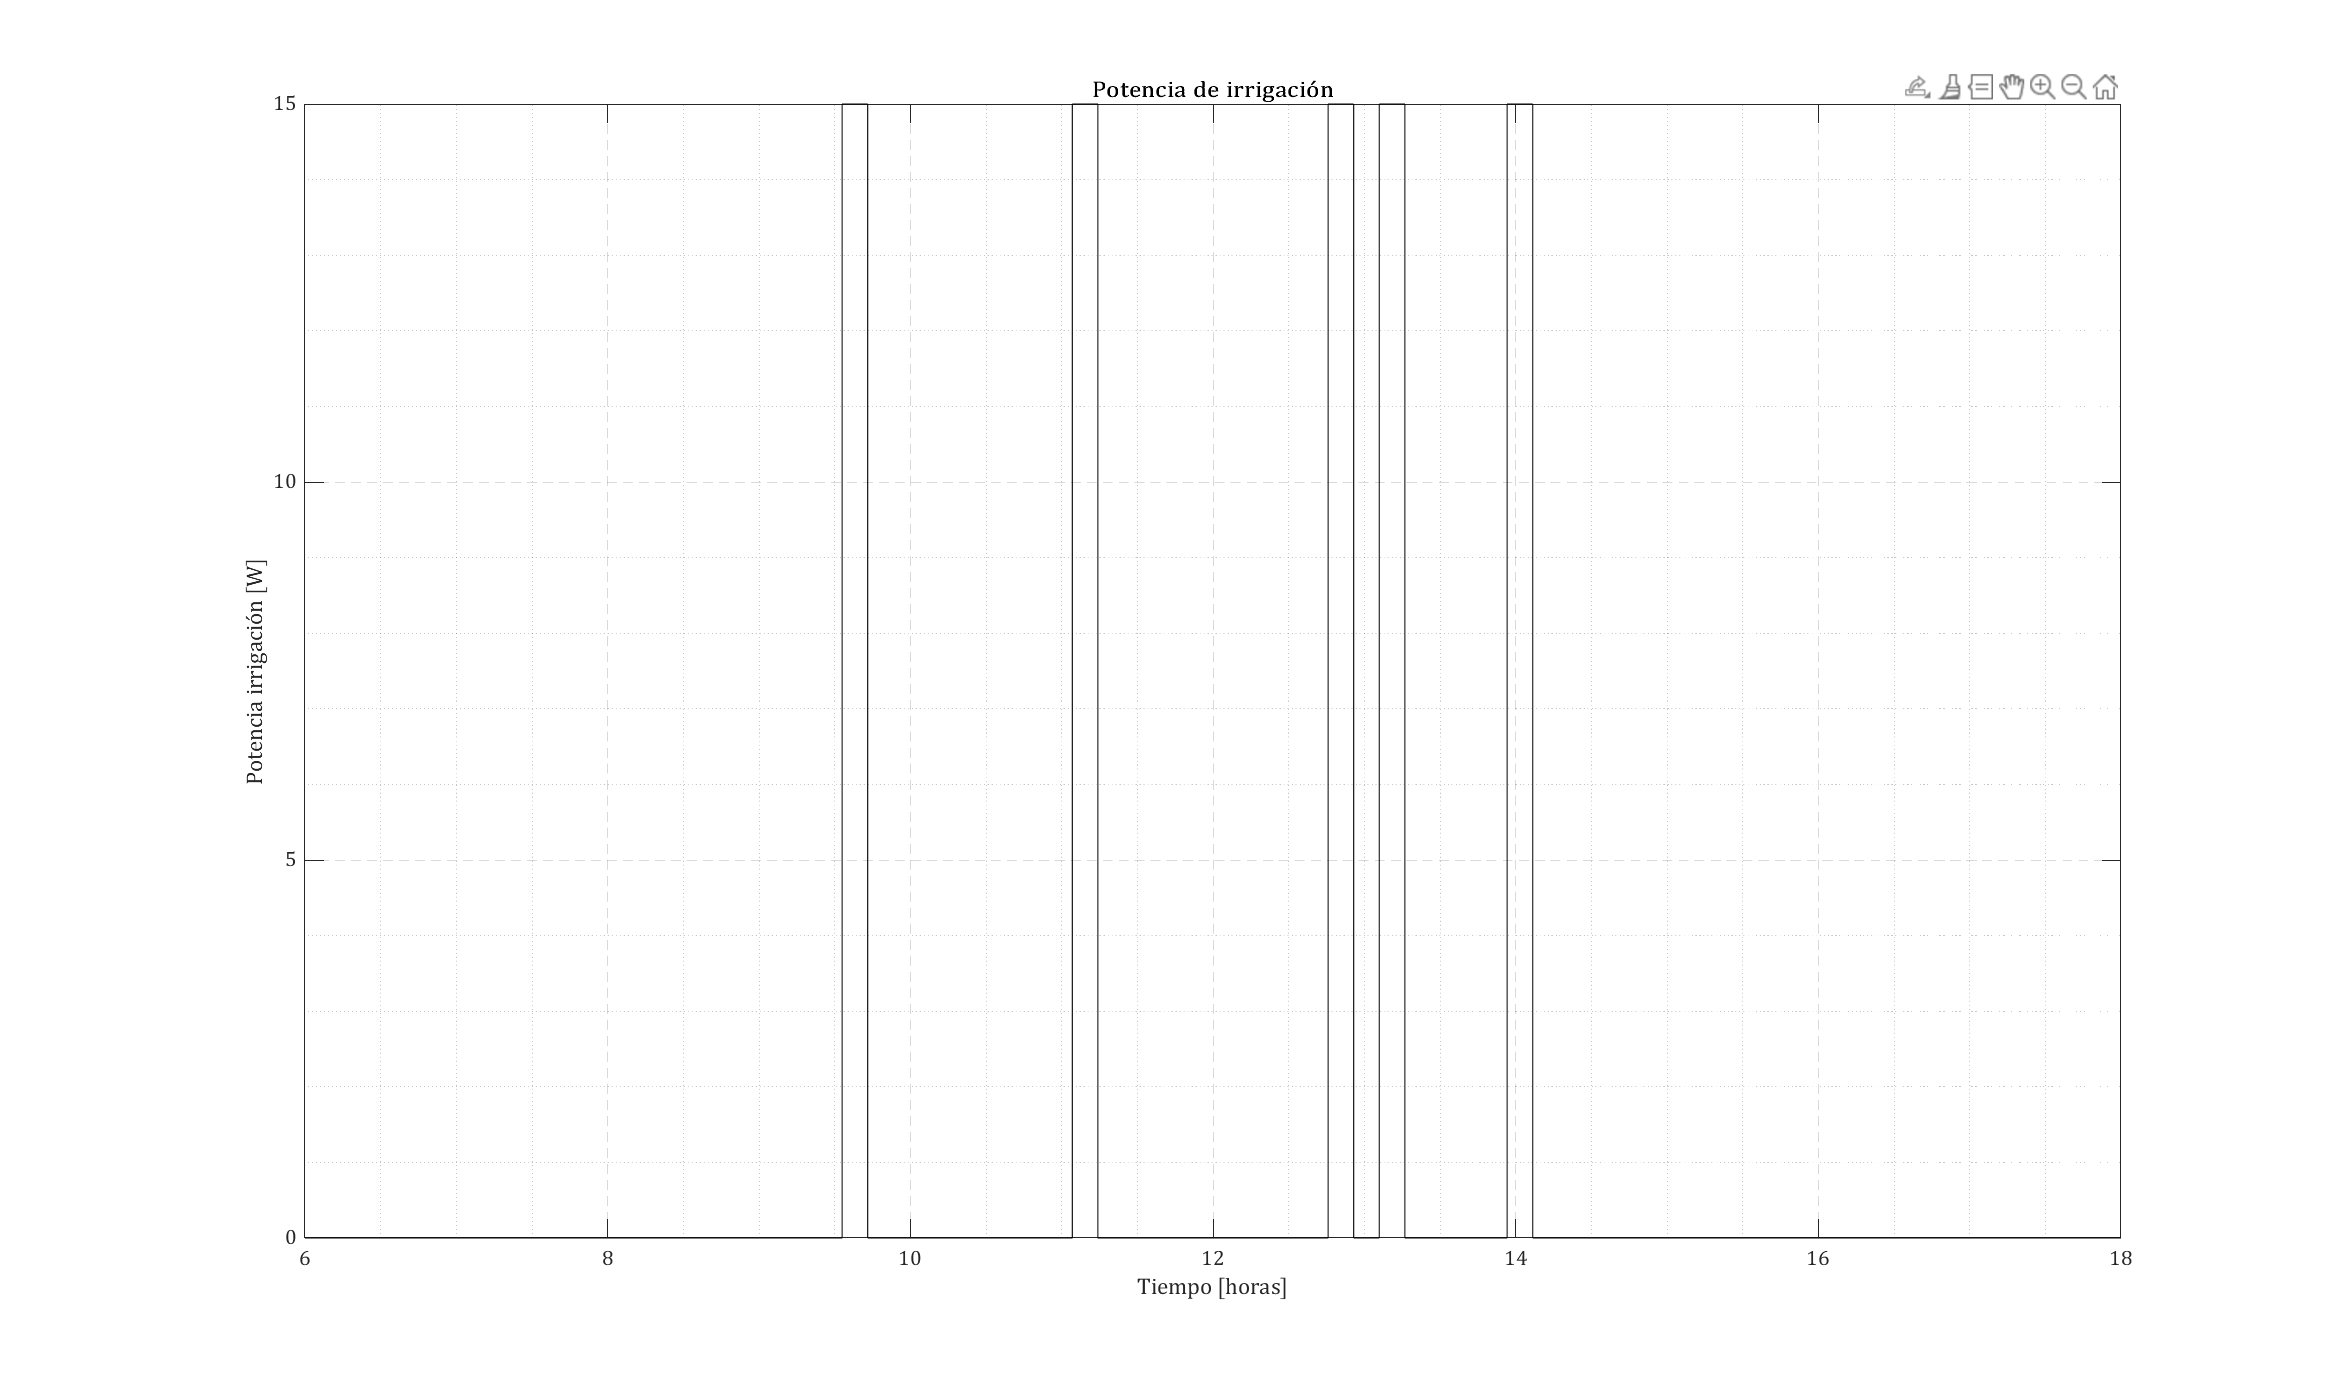 Potencia de irrigación
15
10
5
0
Potencia irrigación [W]
6 8 10 12 14 16 18
Tiempo [horas]